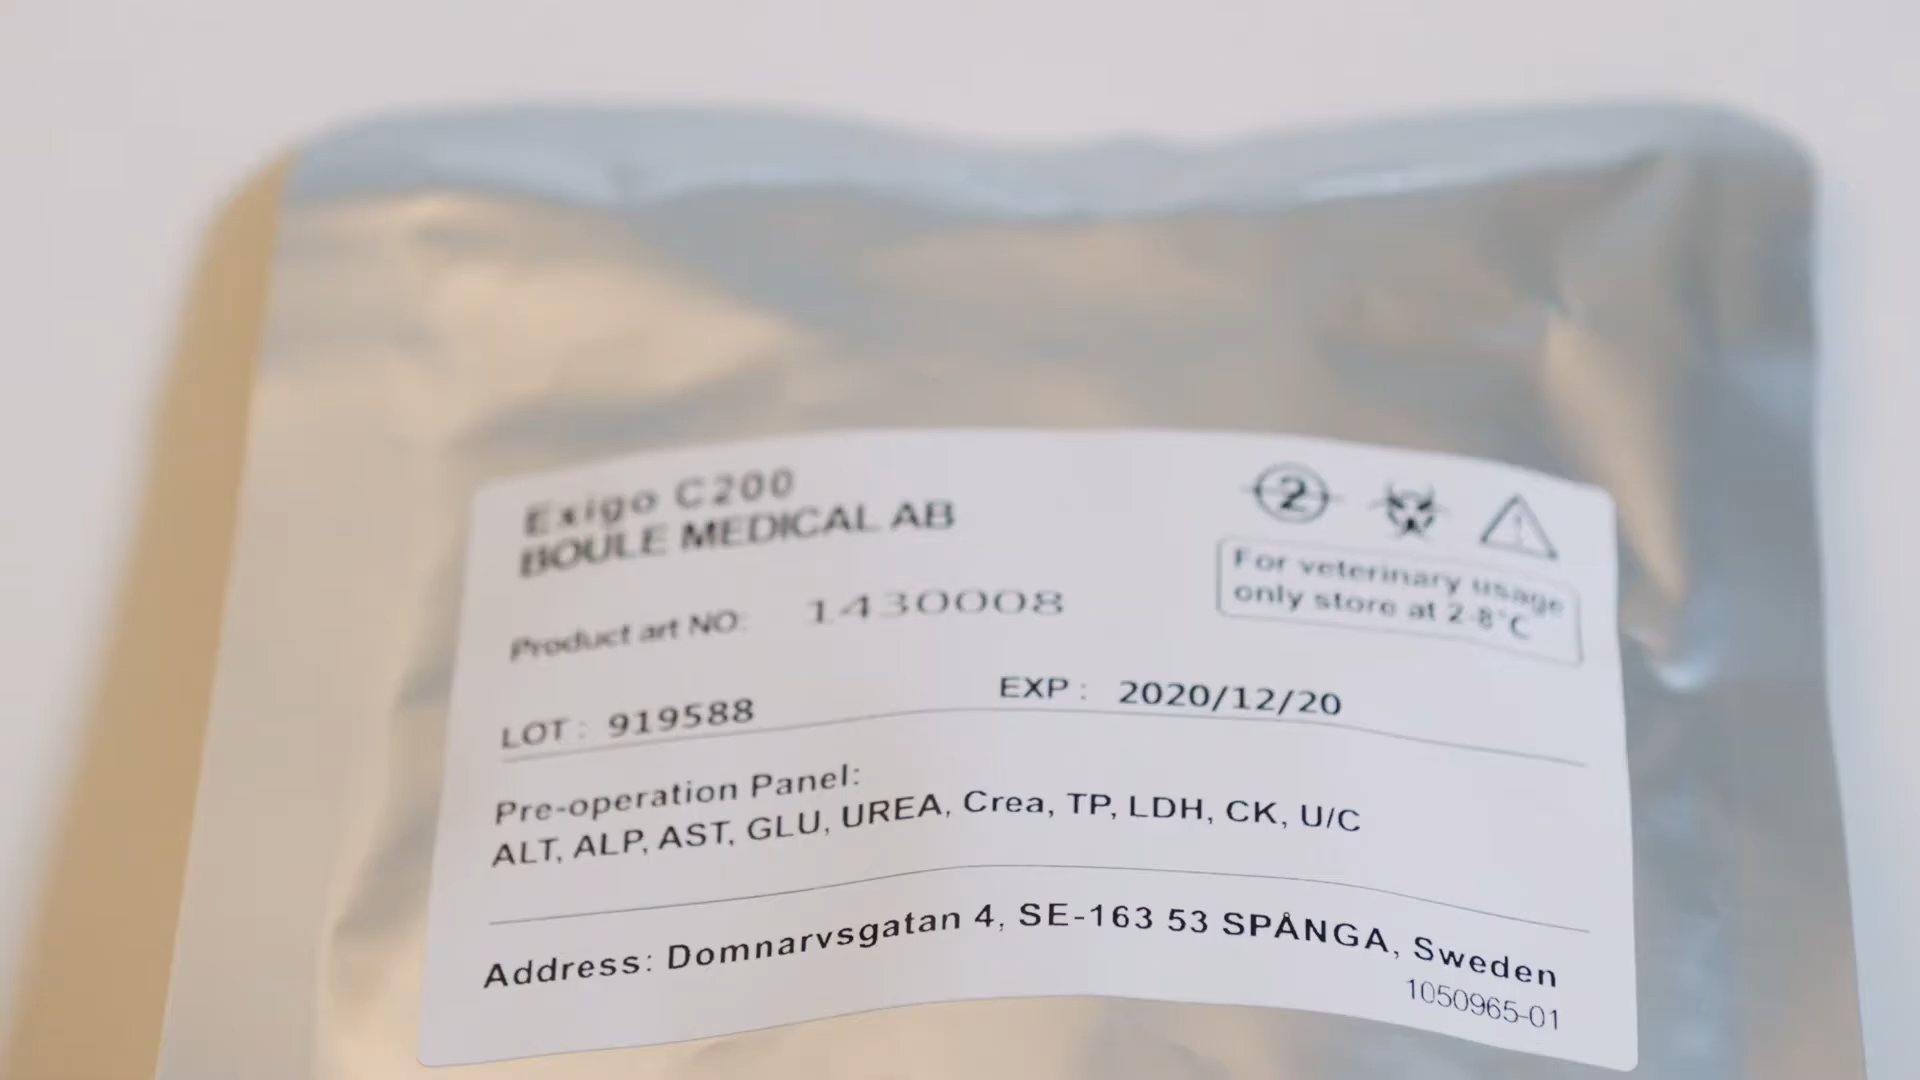 Exigo C200
BOULE MEDICAL AB
2
For veterinary usage
only store at 2-8°C
Product art NO: 1430008
LOT: 919588
EXP: 2020/12/20
Pre-operation Panel:
ALT, ALP, AST, GLU, UREA, Crea, TP, LDH, CK, U/C
Address: Domnarvsgatan 4, SE-163 53 SPÅNGA, Sweden
1050965-01